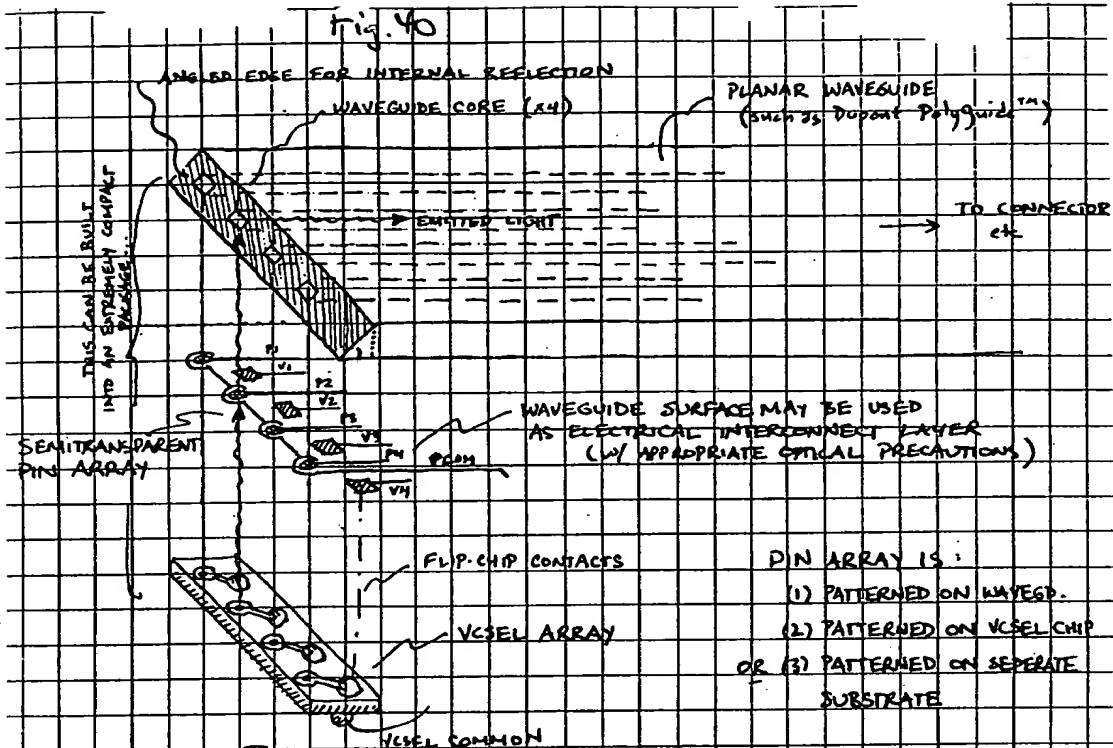 Fig. 40
ANGLED EDGE FOR INTERNAL REFLECTION
WAVEGUIDE CORE (x4)
PLANAR WAVEGUIDE
(such as Dupont Polyguide™)
THIS CAN BE BUILT
INTO AN EXTREMELY COMPACT
PACKAGE...
EMITTED LIGHT
TO CONNECTOR
etc
P1
V1
P2
V2
P3
V3
P4
PCOM
V4
SEMITRANSPARENT
PIN ARRAY
WAVEGUIDE SURFACE MAY BE USED
AS ELECTRICAL INTERCONNECT LAYER
(W/ APPROPRIATE OPTICAL PRECAUTIONS)
FLIP-CHIP CONTACTS
VCSEL ARRAY
VCSEL COMMON
PIN ARRAY IS:
(1) PATTERNED ON WAVEGD.
(2) PATTERNED ON VCSEL CHIP
OR (3) PATTERNED ON SEPERATE
SUBSTRATE